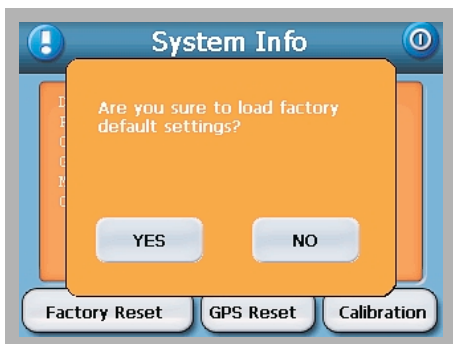 System Info
Are you sure to load factory
default settings?
YES
NO
Factory Reset
GPS Reset
Calibration